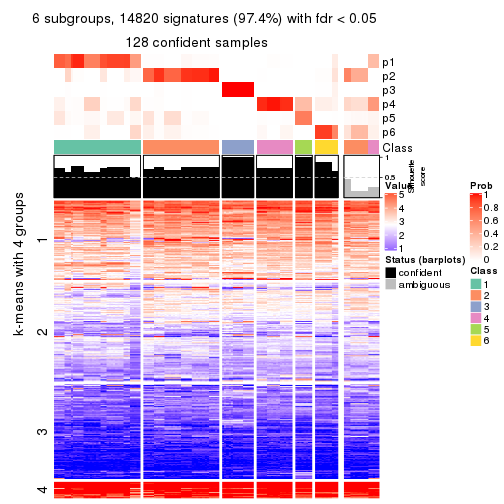 6 subgroups, 14820 signatures (97.4%) with fdr < 0.05
128 confident samples
p1
p2
p3
p4
p5
p6
Class
1
0.5
Silhouette
score
k-means with 4 groups
1
2
3
4
Value
5
4
3
2
1
Status (barplots)
confident
ambiguous
Prob
1
0.8
0.6
0.4
0.2
0
Class
1
2
3
4
5
6